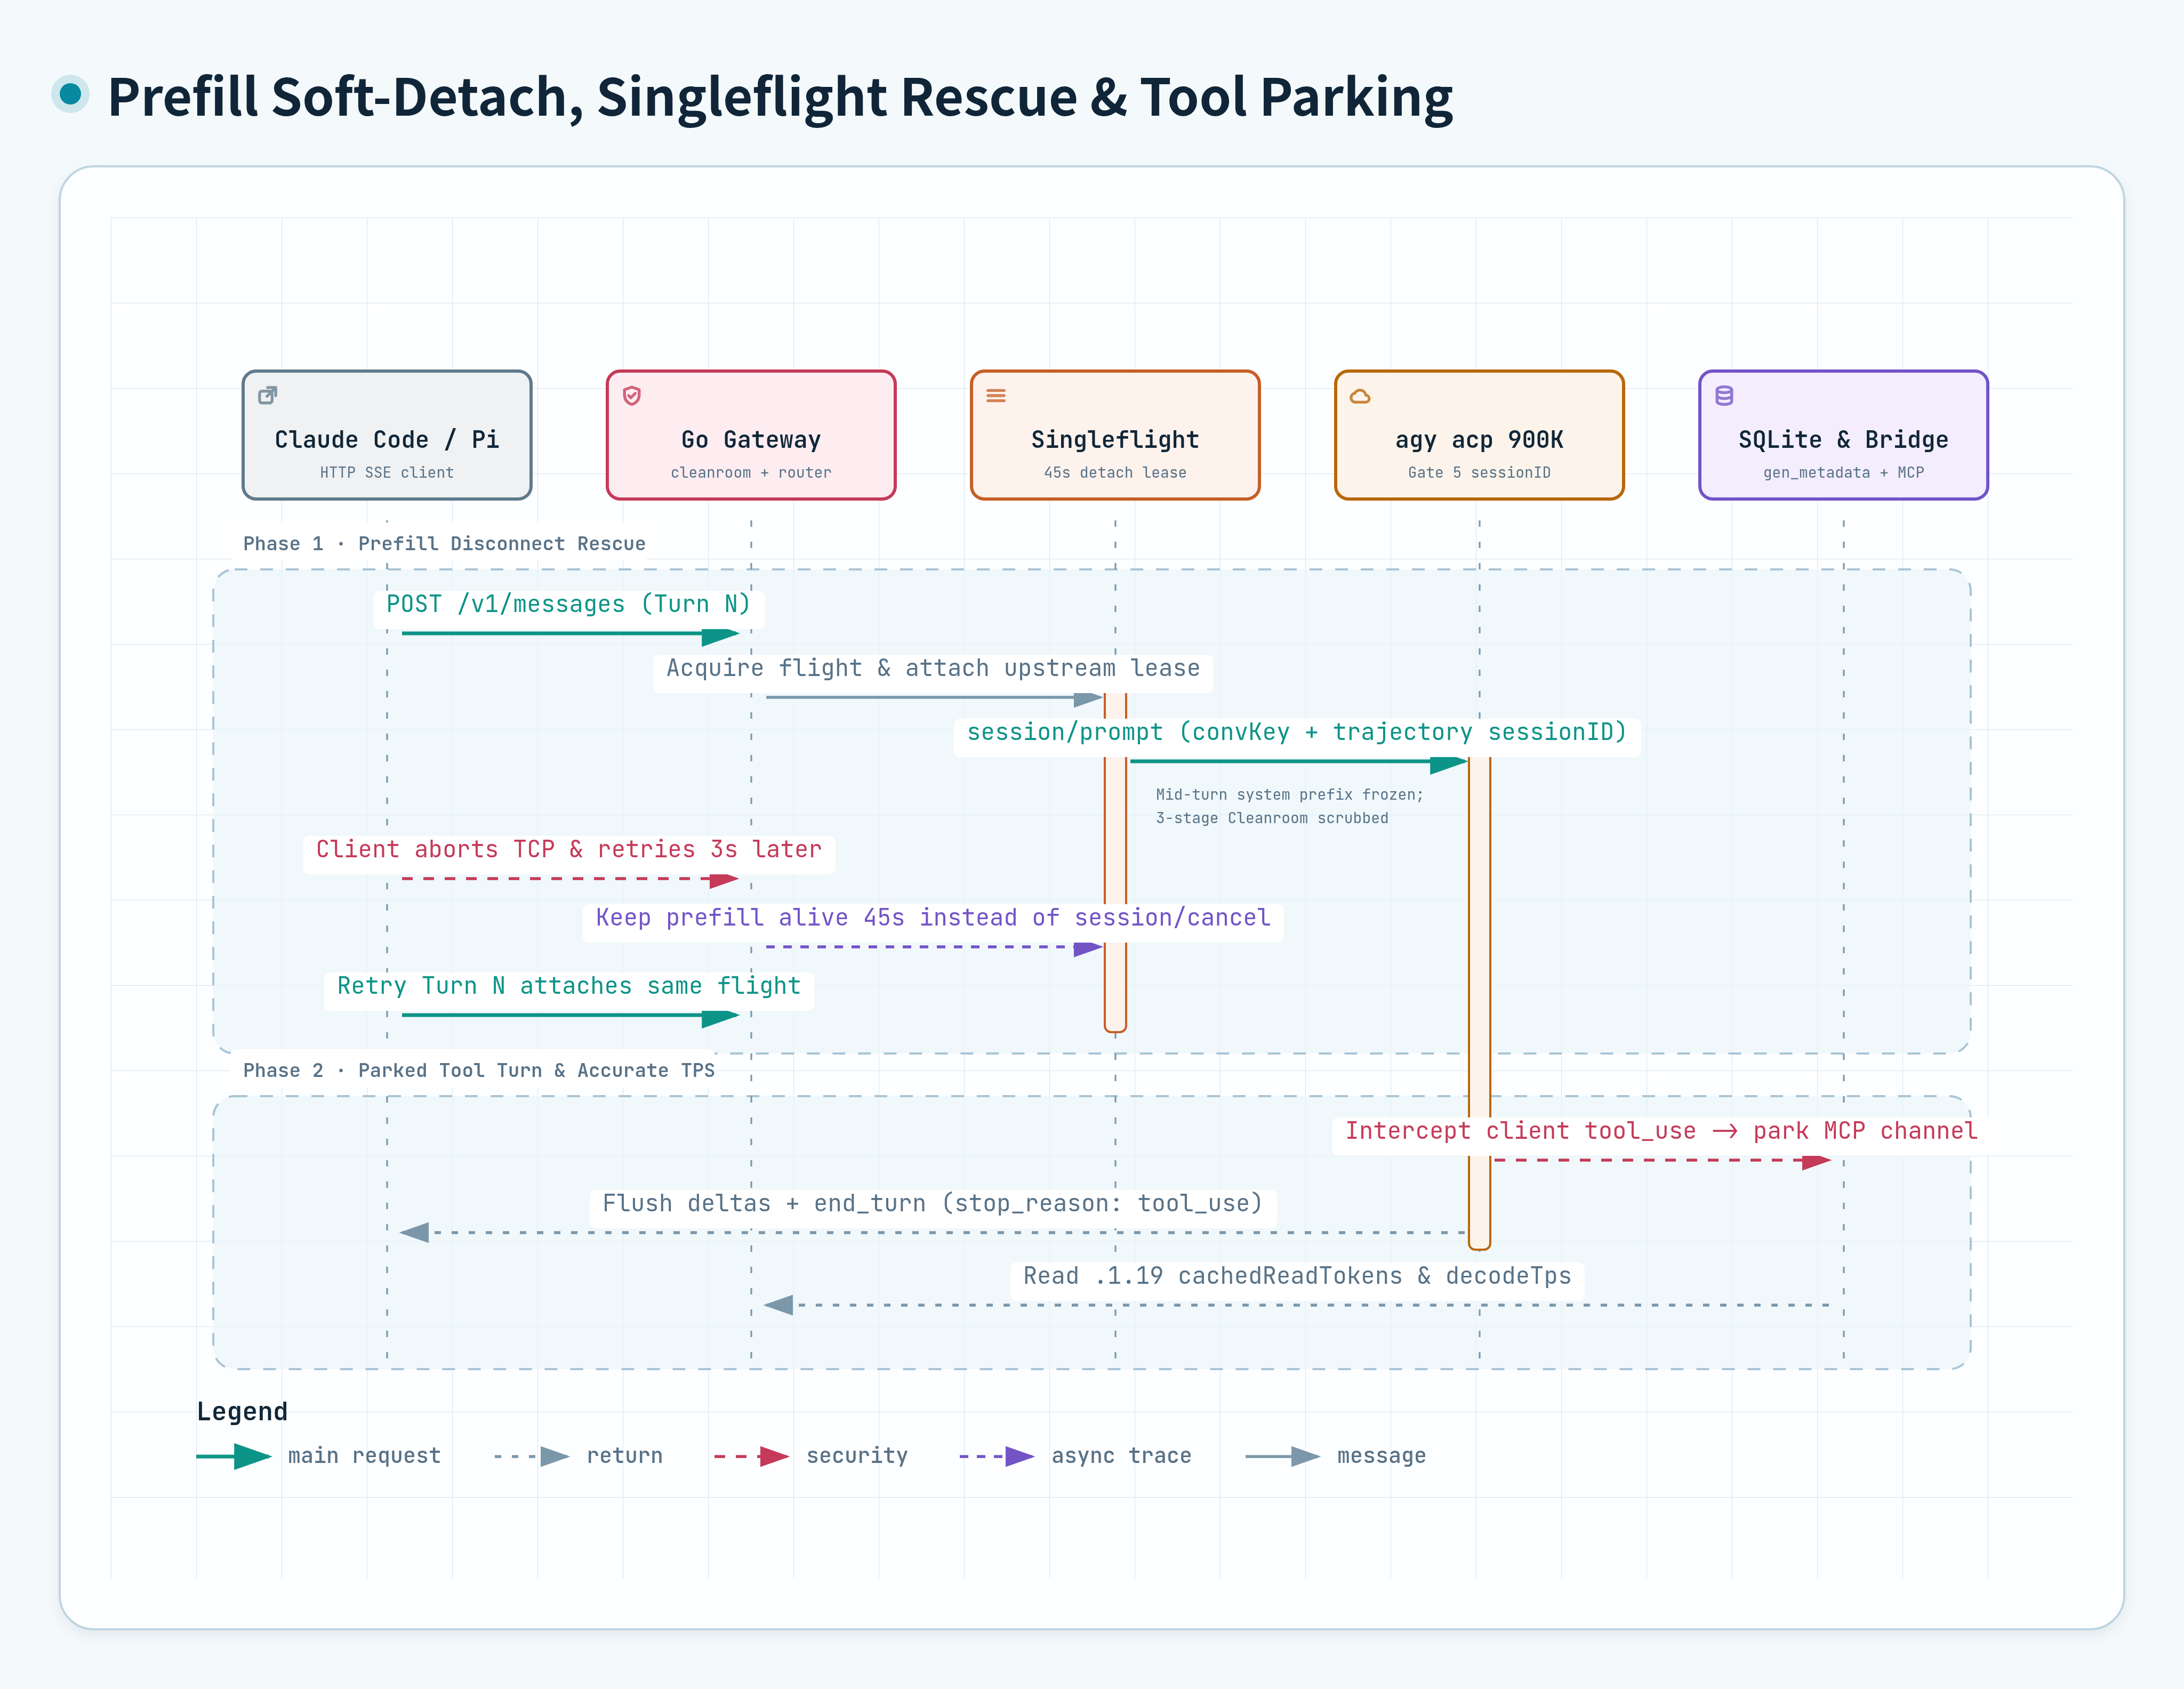 Prefill Soft-Detach, Singleflight Rescue & Tool Parking
Claude Code / Pi
HTTP SSE client
Go Gateway
cleanroom + router
Singleflight
45s detach lease
agy acp 900K
Gate 5 sessionID
SQLite & Bridge
gen_metadata + MCP
Phase 1 · Prefill Disconnect Rescue
POST /v1/messages (Turn N)
Acquire flight & attach upstream lease
session/prompt (convKey + trajectory sessionID)
Mid-turn system prefix frozen;
3-stage Cleanroom scrubbed
Client aborts TCP & retries 3s later
Keep prefill alive 45s instead of session/cancel
Retry Turn N attaches same flight
Phase 2 · Parked Tool Turn & Accurate TPS
Intercept client tool_use → park MCP channel
Flush deltas + end_turn (stop_reason: tool_use)
Read .1.19 cachedReadTokens & decodeTps
Legend
main request
return
security
async trace
message